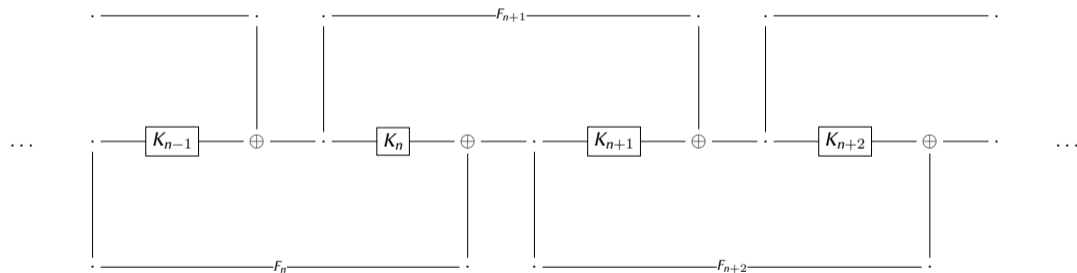 F_{n+1}
... K_{n−1} ⊕ K_n ⊕ K_{n+1} ⊕ K_{n+2} ⊕ ...
F_n F_{n+2}